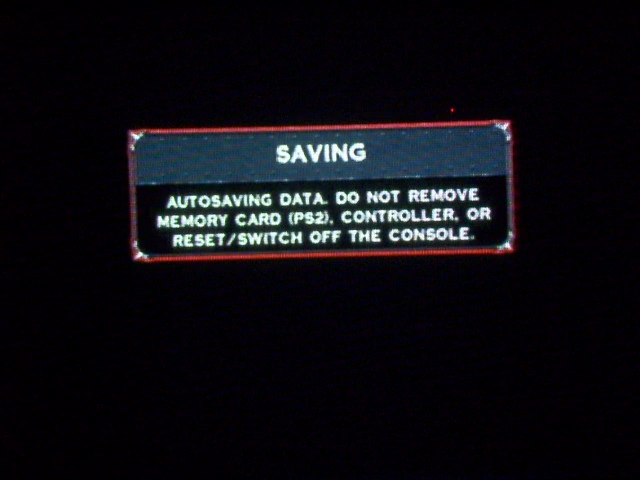 SAVING
AUTOSAVING DATA. DO NOT REMOVE
MEMORY CARD (PS2), CONTROLLER, OR
RESET/SWITCH OFF THE CONSOLE.